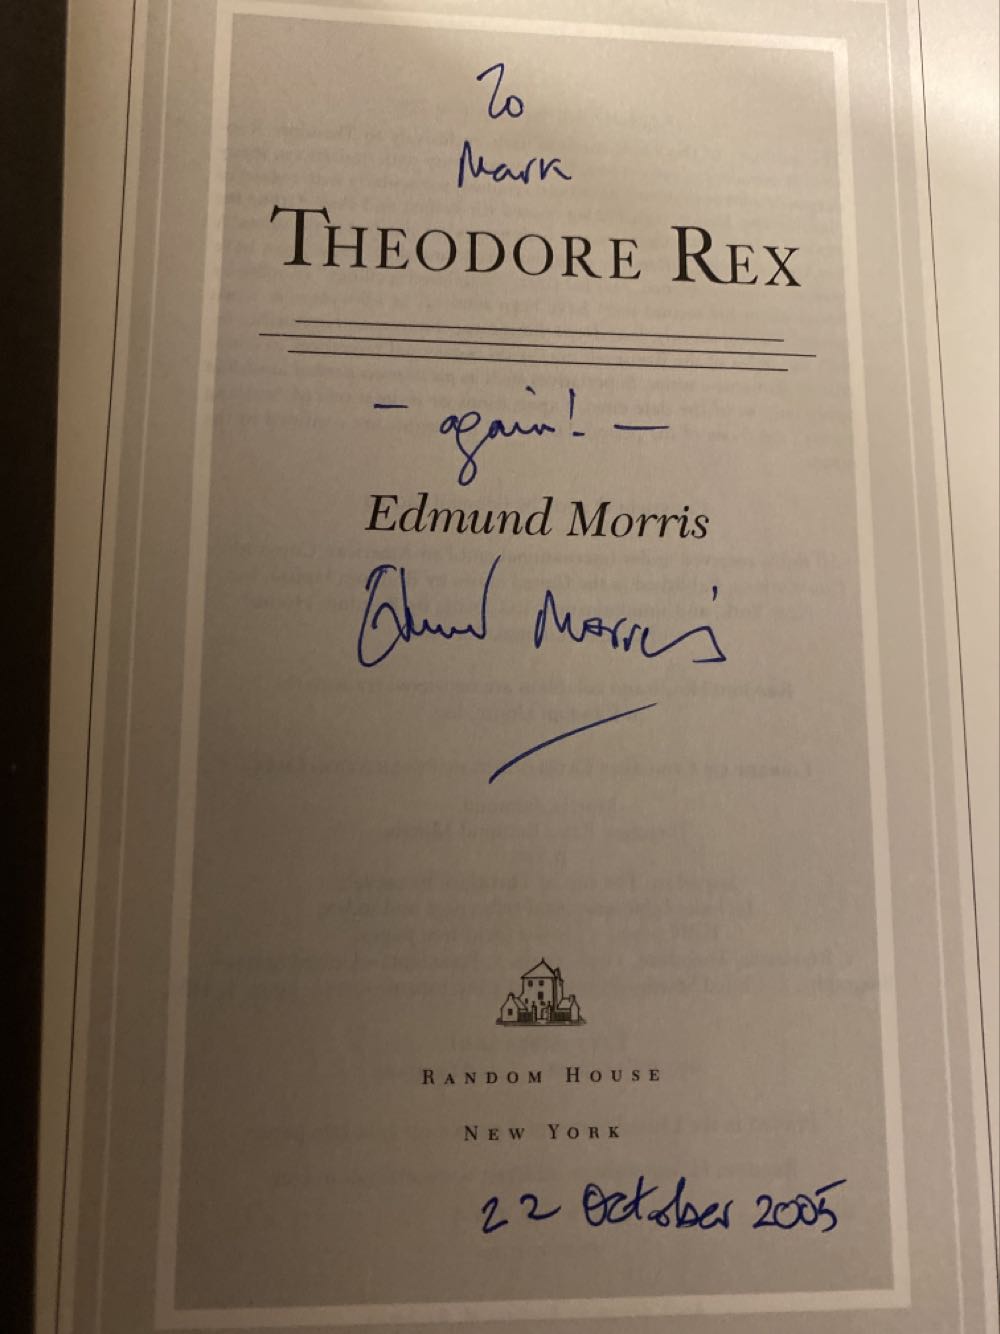 To
Mark
THEODORE REX
– again! –
Edmund Morris
Edmund Morris
RANDOM HOUSE
NEW YORK
22 October 2005